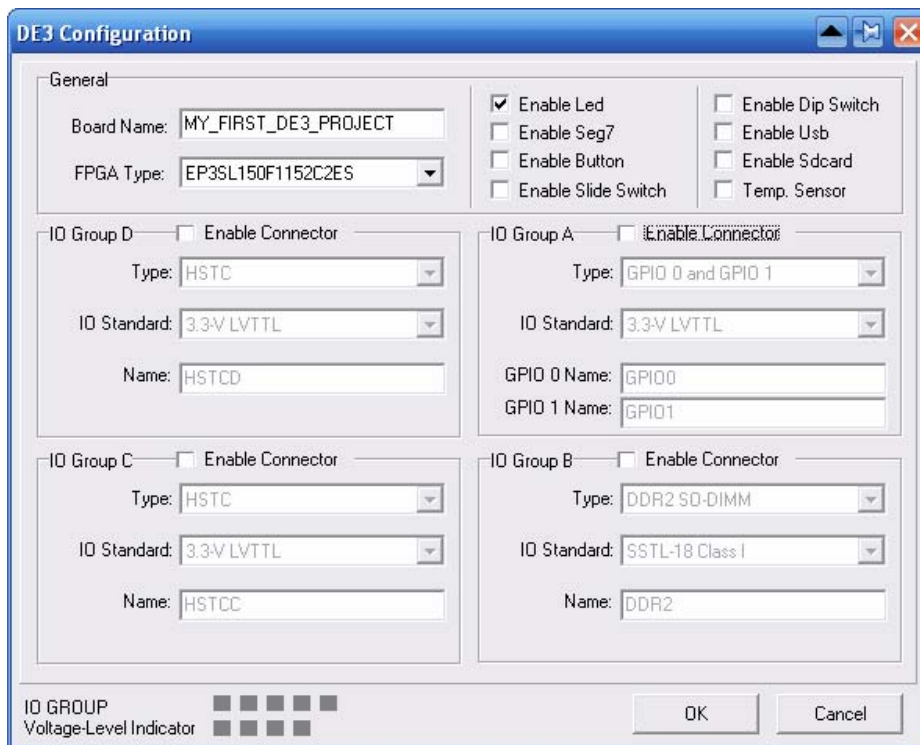 DE3 Configuration
General
Board Name: MY_FIRST_DE3_PROJECT
FPGA Type: EP3SL150F1152C2ES
Enable Led
Enable Seg7
Enable Button
Enable Slide Switch
Enable Dip Switch
Enable Usb
Enable Sdcard
Temp. Sensor
IO Group D Enable Connector
Type: HSTC
IO Standard: 3.3-V LVTTL
Name: HSTCD
IO Group A Enable Connector
Type: GPIO 0 and GPIO 1
IO Standard: 3.3-V LVTTL
GPIO 0 Name: GPIO0
GPIO 1 Name: GPIO1
IO Group C Enable Connector
Type: HSTC
IO Standard: 3.3-V LVTTL
Name: HSTCC
IO Group B Enable Connector
Type: DDR2 SO-DIMM
IO Standard: SSTL-18 Class I
Name: DDR2
IO GROUP
Voltage-Level Indicator
OK
Cancel